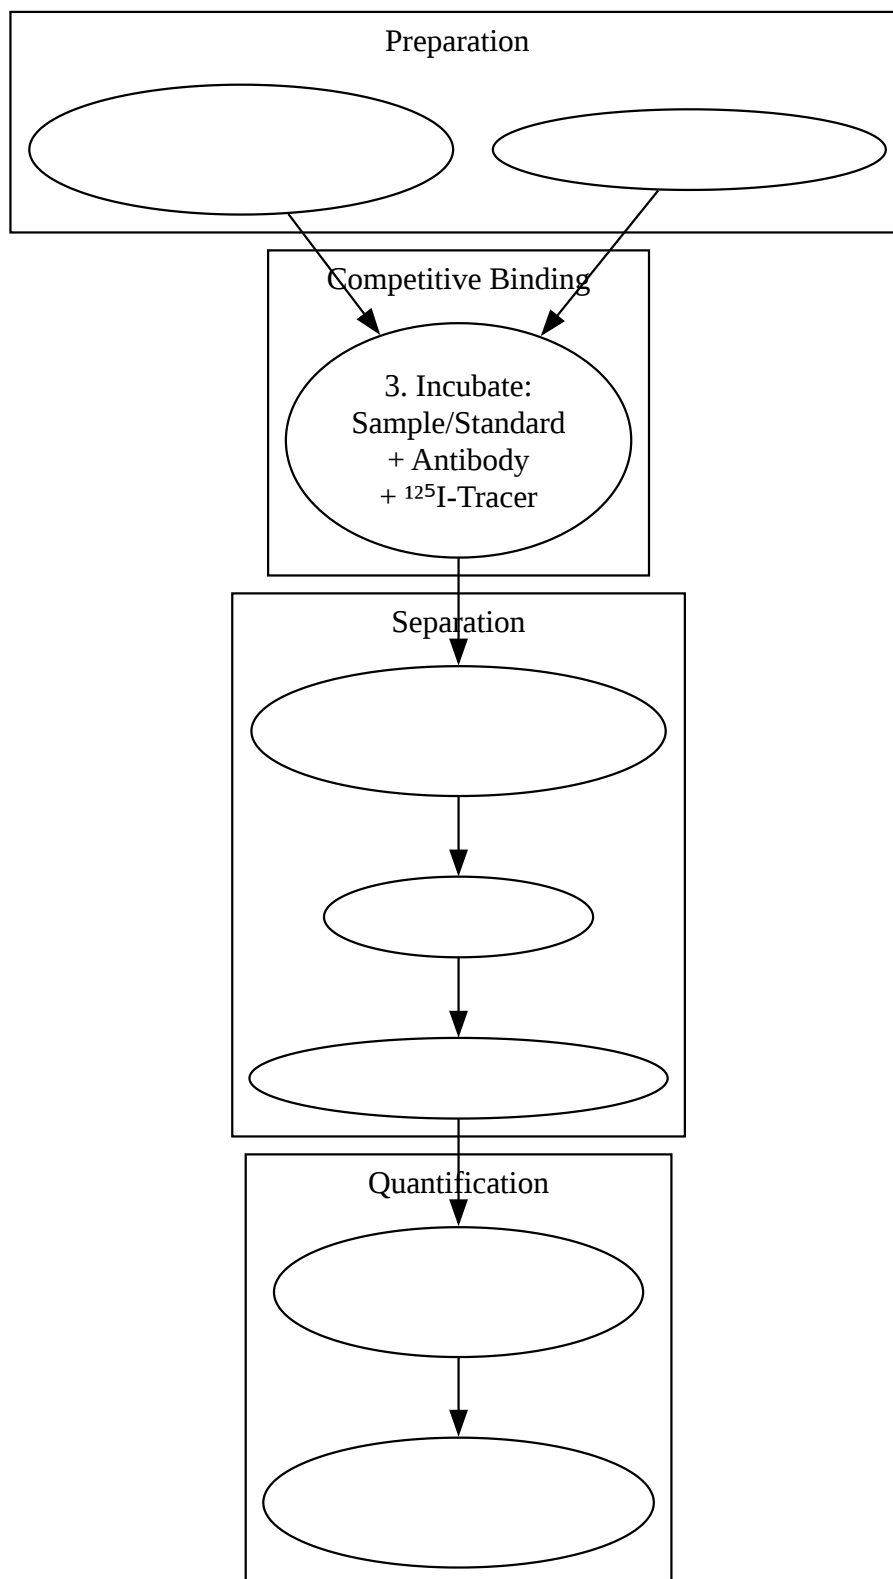 Preparation
Competitive Binding
3. Incubate:
Sample/Standard
+ Antibody
+ ¹²⁵I-Tracer
Separation
Quantification